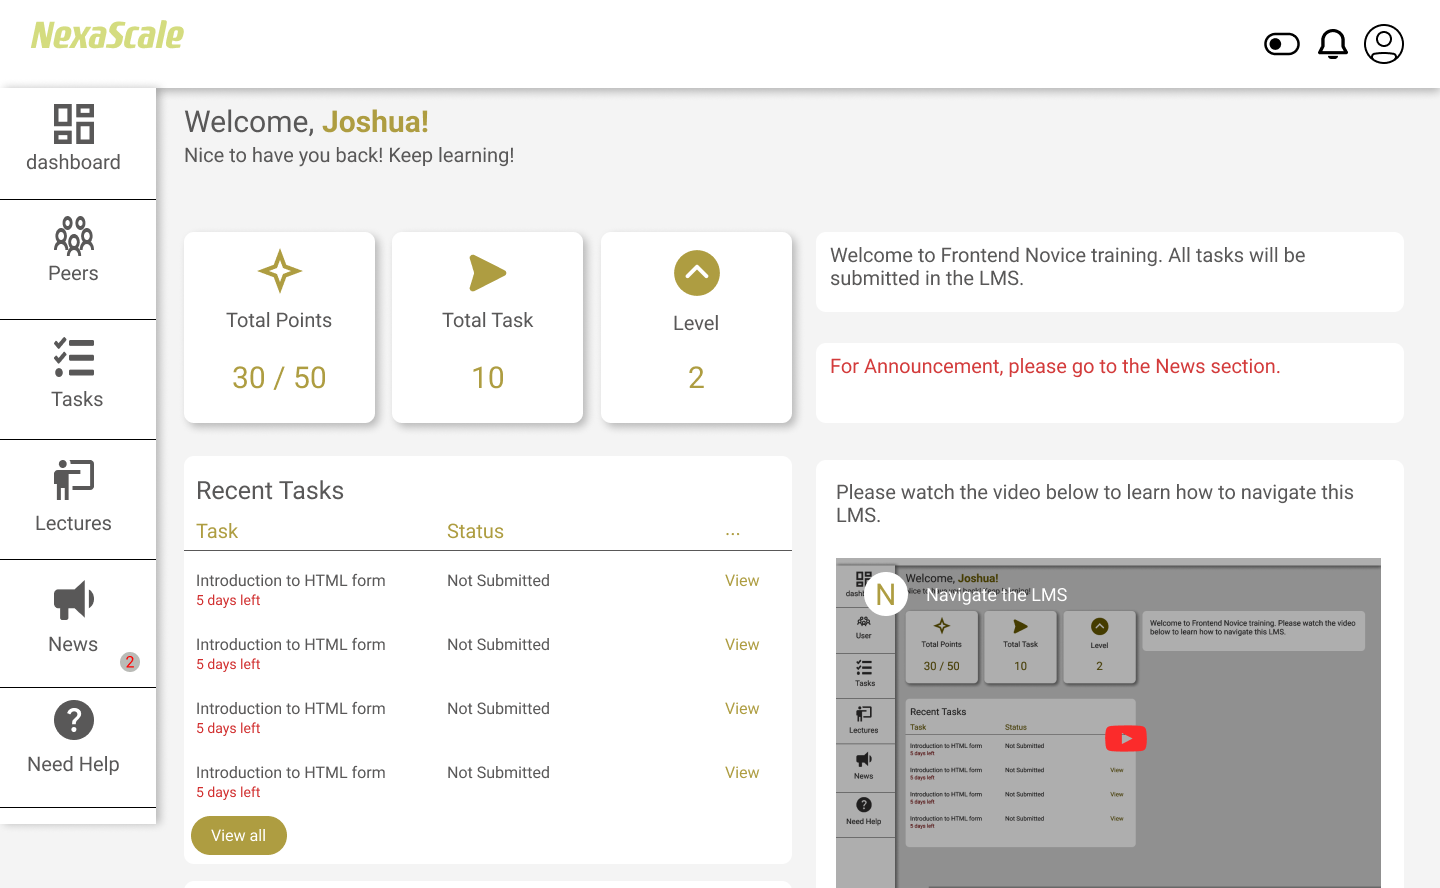 NexaScale
dashboard
Peers
Tasks
Lectures
News
2
Need Help
Welcome, Joshua!
Nice to have you back! Keep learning!
Total Points
30 / 50
Total Task
10
Level
2
Welcome to Frontend Novice training. All tasks will be
submitted in the LMS.
For Announcement, please go to the News section.
Recent Tasks
Task Status ...
Introduction to HTML form Not Submitted View
5 days left
Introduction to HTML form Not Submitted View
5 days left
Introduction to HTML form Not Submitted View
5 days left
Introduction to HTML form Not Submitted View
5 days left
View all
Please watch the video below to learn how to navigate this
LMS.
Welcome, Joshua!
N
Navigate the LMS
User
Tasks
Lectures
News
Need Help
Total Points
30 / 50
Total Task
10
Level
2
Welcome to Frontend Novice training. Please watch the video
below to learn how to navigate this LMS.
Recent Tasks
Task Status
Introduction to HTML form Not Submitted
5 days left
Introduction to HTML form Not Submitted View
5 days left
Introduction to HTML form Not Submitted View
5 days left
Introduction to HTML form Not Submitted View
5 days left